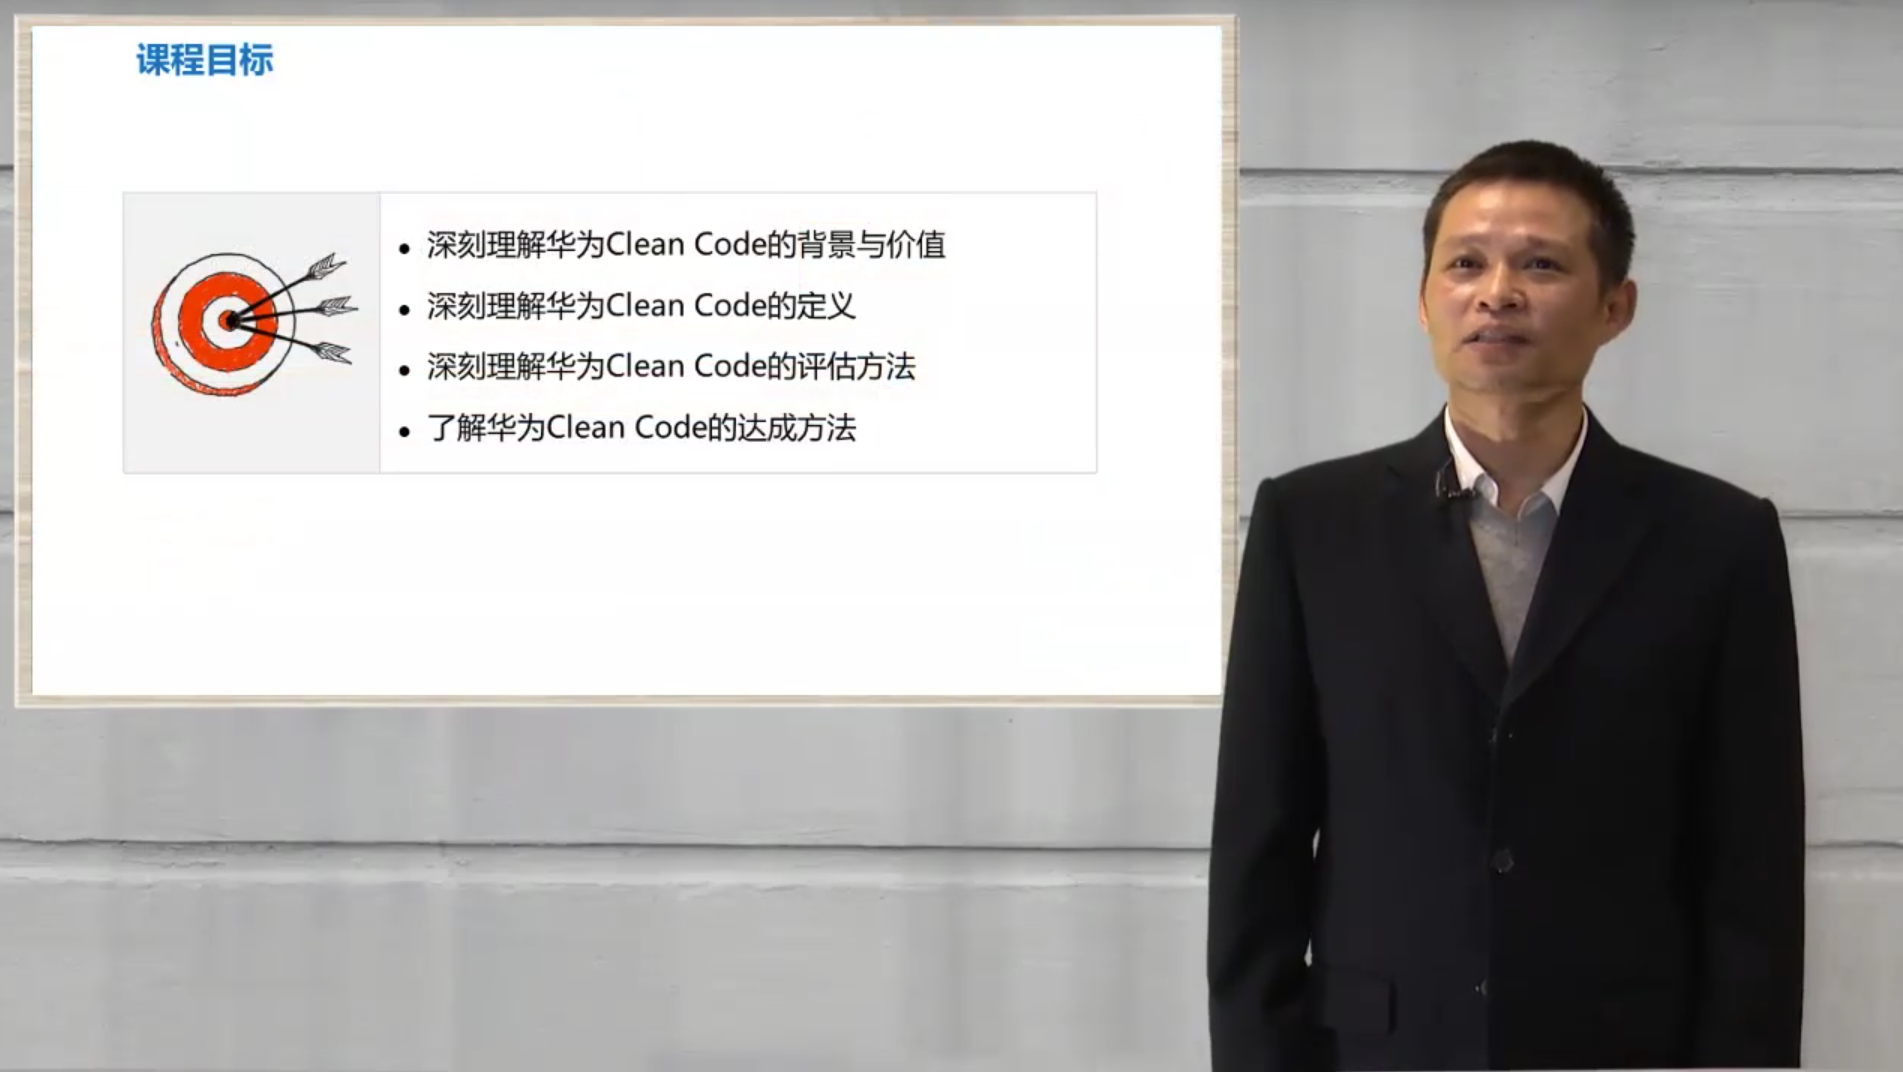 课程目标
深刻理解华为Clean Code的背景与价值
深刻理解华为Clean Code的定义
深刻理解华为Clean Code的评估方法
了解华为Clean Code的达成方法